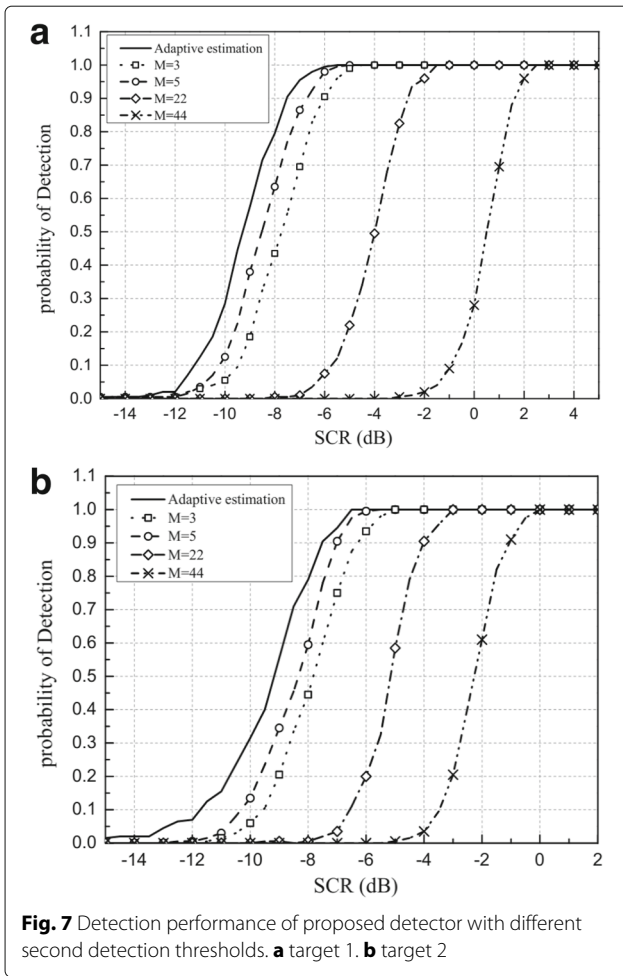 a
1.1
1.0
0.9
0.8
0.7
0.6
0.5
0.4
0.3
0.2
0.1
0.0
probability of Detection
Adaptive estimation
M=3
M=5
M=22
M=44
-14 -12 -10 -8 -6 -4 -2 0 2 4
SCR (dB)
b
1.1
1.0
0.9
0.8
0.7
0.6
0.5
0.4
0.3
0.2
0.1
0.0
probability of Detection
Adaptive estimation
M=3
M=5
M=22
M=44
-14 -12 -10 -8 -6 -4 -2 0 2
SCR (dB)
Fig. 7 Detection performance of proposed detector with different
second detection thresholds. a target 1. b target 2